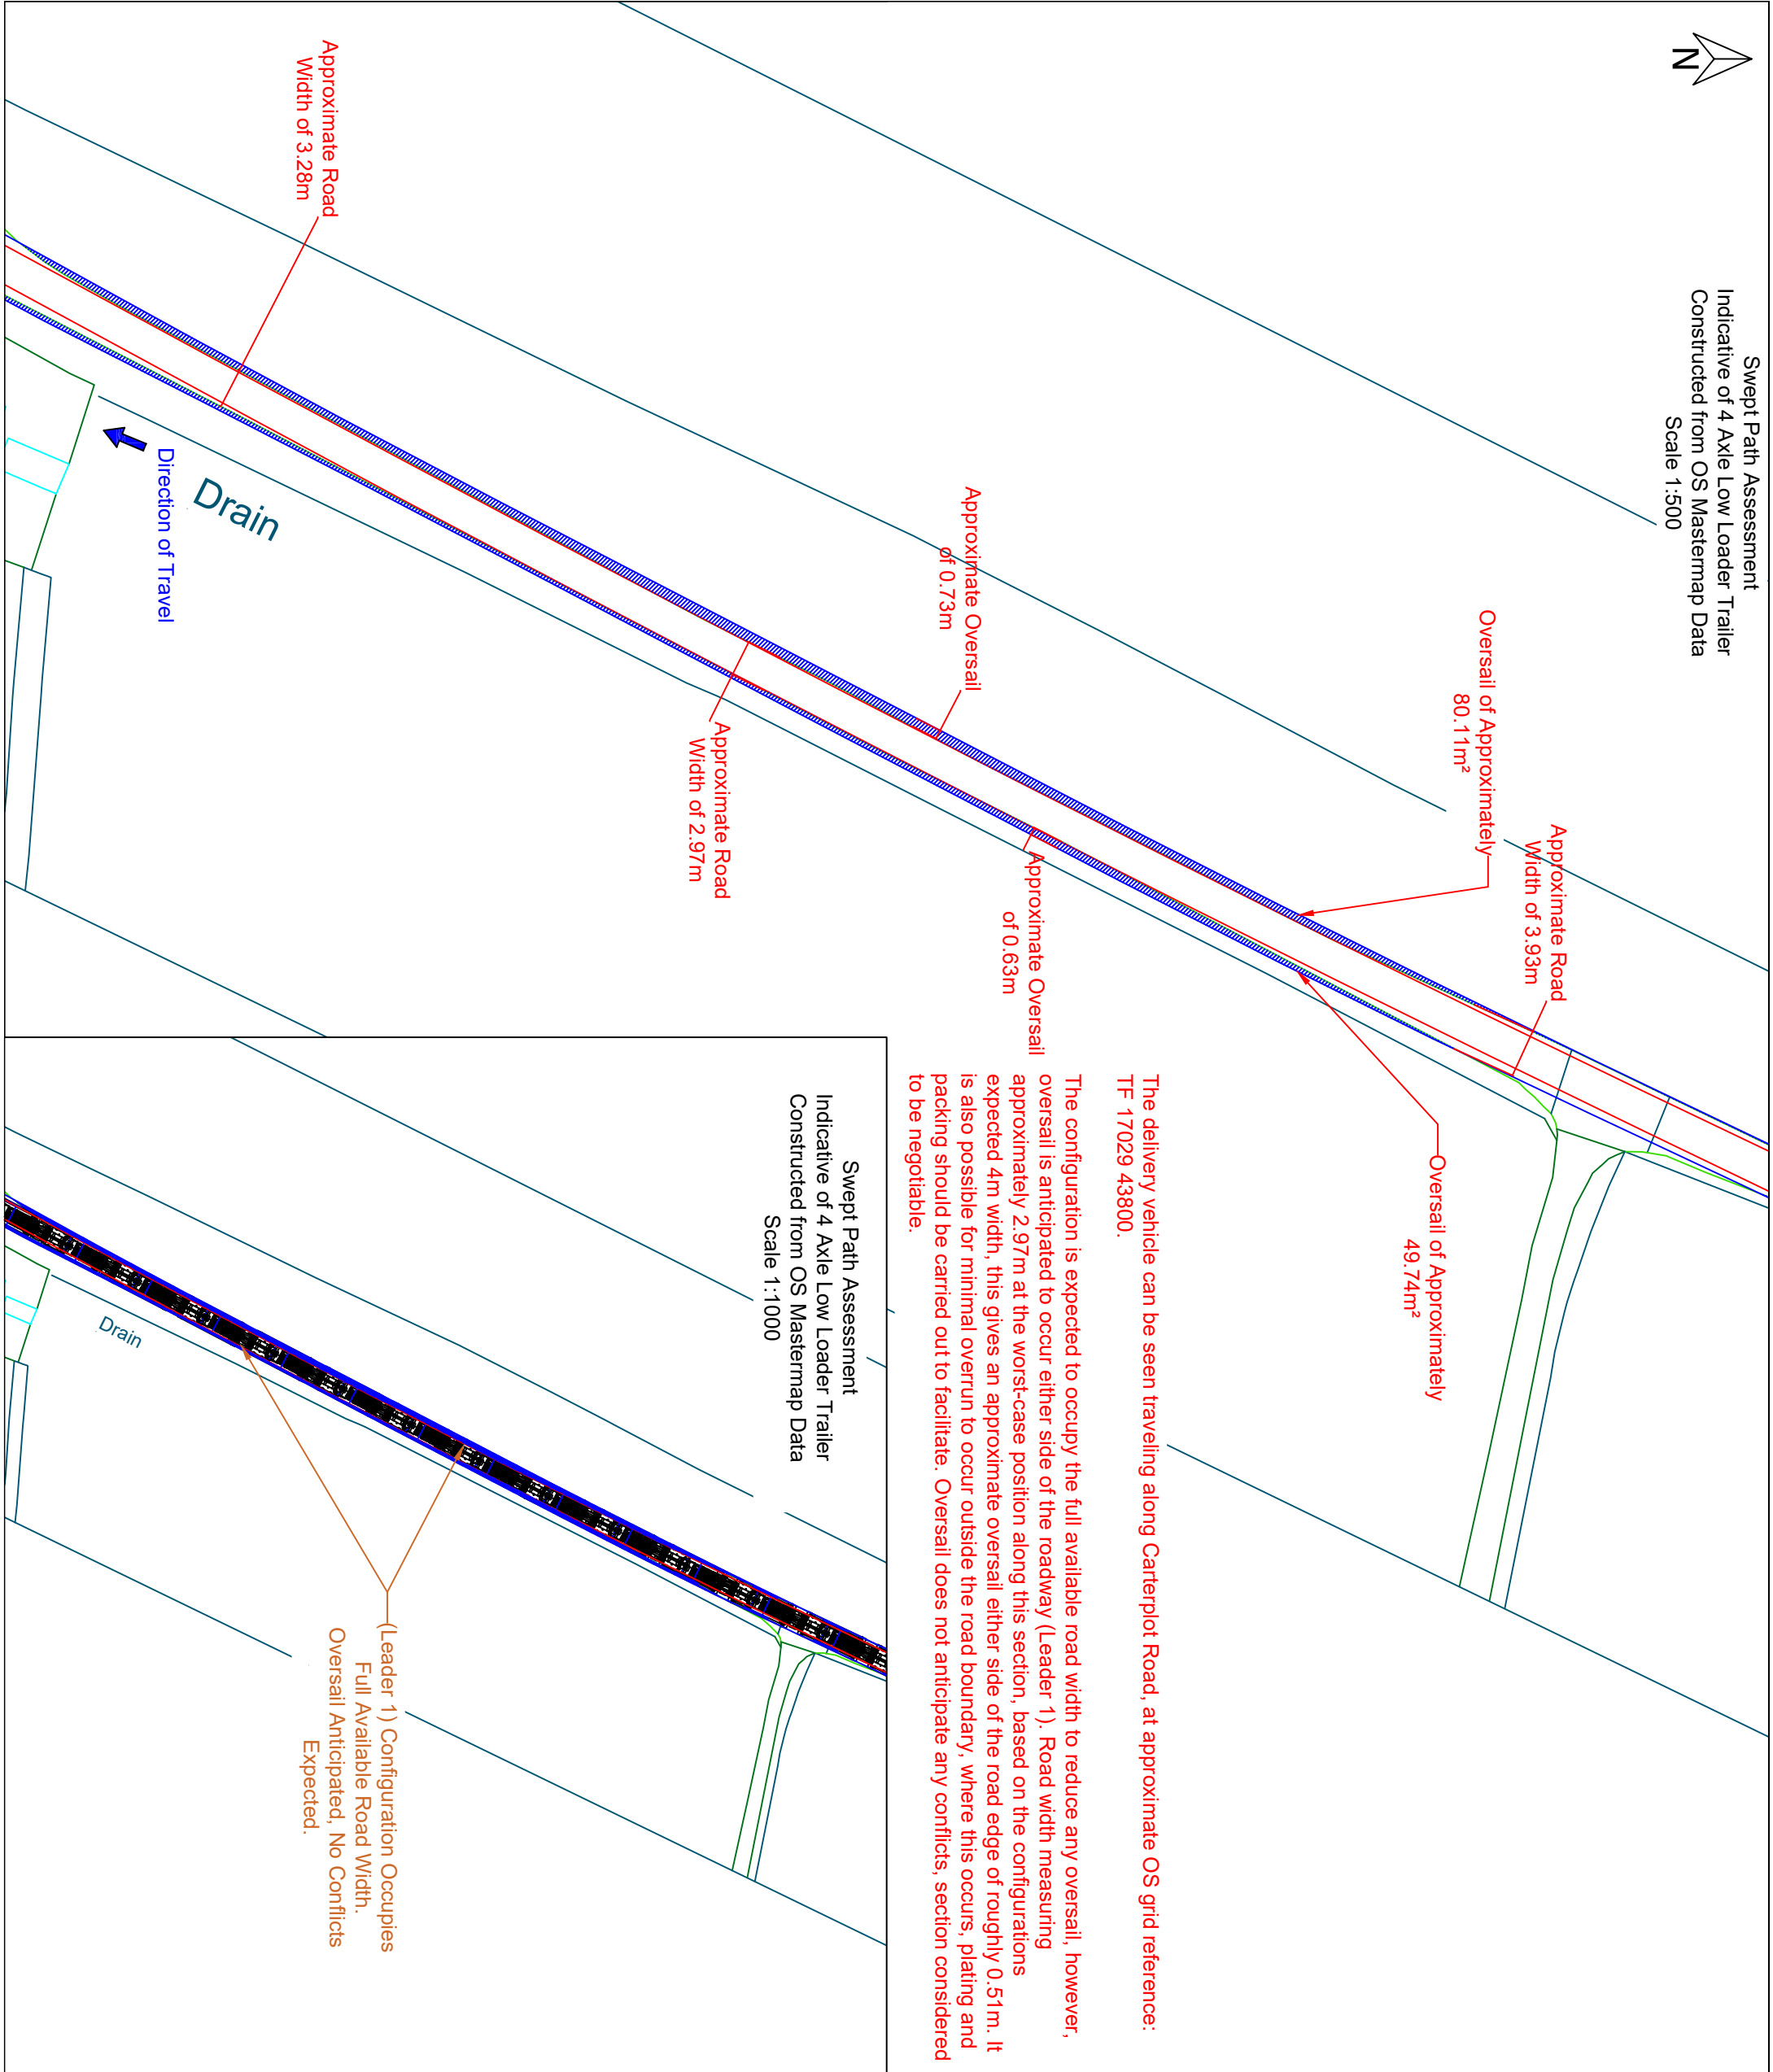 N
Swept Path Assessment
Indicative of 4 Axle Low Loader Trailer
Constructed from OS Mastermap Data
Scale 1:500
Approximate Road
Width of 3.28m
Direction of Travel
Drain
Approximate Oversail
of 0.73m
Approximate Road
Width of 2.97m
Oversail of Approximately
80.11m²
Approximate Road
Width of 3.93m
Approximate Oversail
of 0.63m
Oversail of Approximately
49.74m²
The delivery vehicle can be seen traveling along Carterplot Road, at approximate OS grid reference:
TF 17029 43800.
The configuration is expected to occupy the full available road width to reduce any oversail, however,
oversail is anticipated to occur either side of the roadway (Leader 1). Road width measuring
approximately 2.97m at the worst-case position along this section, based on the configurations
expected 4m width, this gives an approximate oversail either side of the road edge of roughly 0.51m. It
is also possible for minimal overrun to occur outside the road boundary, where this occurs, plating and
packing should be carried out to facilitate. Oversail does not anticipate any conflicts, section considered
to be negotiable.
Swept Path Assessment
Indicative of 4 Axle Low Loader Trailer
Constructed from OS Mastermap Data
Scale 1:1000
Drain
(Leader 1) Configuration Occupies
Full Available Road Width.
Oversail Anticipated, No Conflicts
Expected.